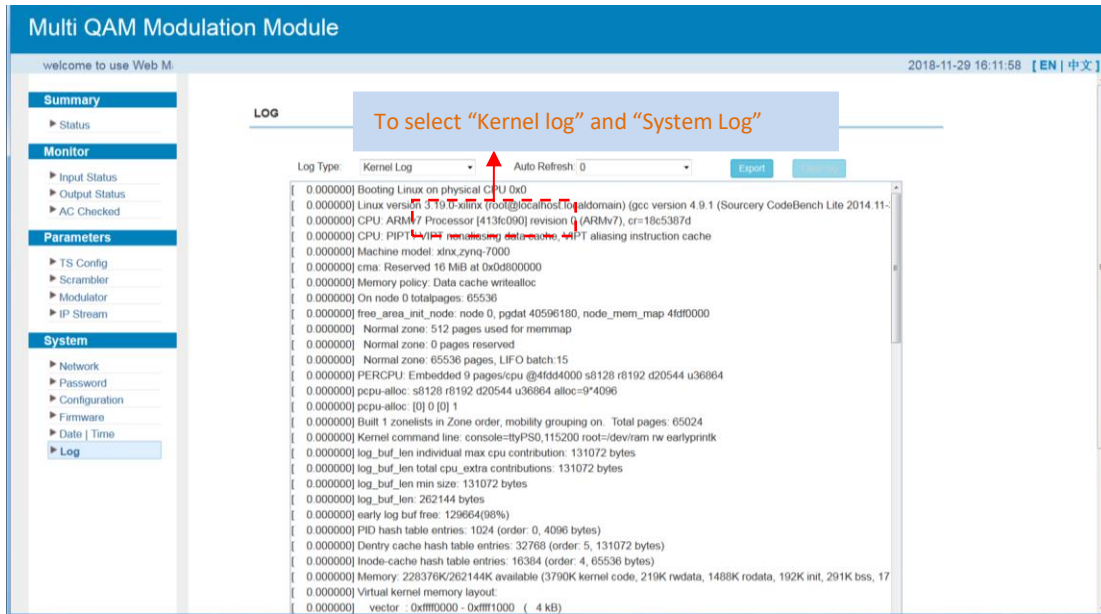 Multi QAM Modulation Module
welcome to use Web M
2018-11-29 16:11:58 [ EN | 中文 ]
Summary
Status
Monitor
Input Status
Output Status
AC Checked
Parameters
TS Config
Scrambler
Modulator
IP Stream
System
Network
Password
Configuration
Firmware
Date | Time
Log
LOG
To select “Kernel log” and “System Log”
Log Type: Kernel Log Auto Refresh: 0 Export
[ 0.000000] Booting Linux on physical CPU 0x0
[ 0.000000] Linux version 3.19.0-xilinx (root@localhost.localdomain) (gcc version 4.9.1 (Sourcery CodeBench Lite 2014.11-
[ 0.000000] CPU: ARMv7 Processor [413fc090] revision 0 (ARMv7), cr=18c5387d
[ 0.000000] CPU: PIPT / VIPT nonaliasing data cache, VIPT aliasing instruction cache
[ 0.000000] Machine model: xlnx,zynq-7000
[ 0.000000] cma: Reserved 16 MiB at 0x0d800000
[ 0.000000] Memory policy: Data cache writealloc
[ 0.000000] On node 0 totalpages: 65536
[ 0.000000] free_area_init_node: node 0, pgdat 40596180, node_mem_map 4fdf0000
[ 0.000000] Normal zone: 512 pages used for memmap
[ 0.000000] Normal zone: 0 pages reserved
[ 0.000000] Normal zone: 65536 pages, LIFO batch:15
[ 0.000000] PERCPU: Embedded 9 pages/cpu @4fdd4000 s8128 r8192 d20544 u36864
[ 0.000000] pcpu-alloc: s8128 r8192 d20544 u36864 alloc=9*4096
[ 0.000000] pcpu-alloc: [0] 0 [0] 1
[ 0.000000] Built 1 zonelists in Zone order, mobility grouping on. Total pages: 65024
[ 0.000000] Kernel command line: console=ttyPS0,115200 root=/dev/ram rw earlyprintk
[ 0.000000] log_buf_len individual max cpu contribution: 131072 bytes
[ 0.000000] log_buf_len total cpu_extra contributions: 131072 bytes
[ 0.000000] log_buf_len min size: 131072 bytes
[ 0.000000] log_buf_len: 262144 bytes
[ 0.000000] early log buf free: 129664(98%)
[ 0.000000] PID hash table entries: 1024 (order: 0, 4096 bytes)
[ 0.000000] Dentry cache hash table entries: 32768 (order: 5, 131072 bytes)
[ 0.000000] Inode-cache hash table entries: 16384 (order: 4, 65536 bytes)
[ 0.000000] Memory: 228376K/262144K available (3790K kernel code, 219K rwdata, 1488K rodata, 192K init, 291K bss, 17
[ 0.000000] Virtual kernel memory layout:
[ 0.000000] vector : 0xffff0000 - 0xffff1000 ( 4 kB)